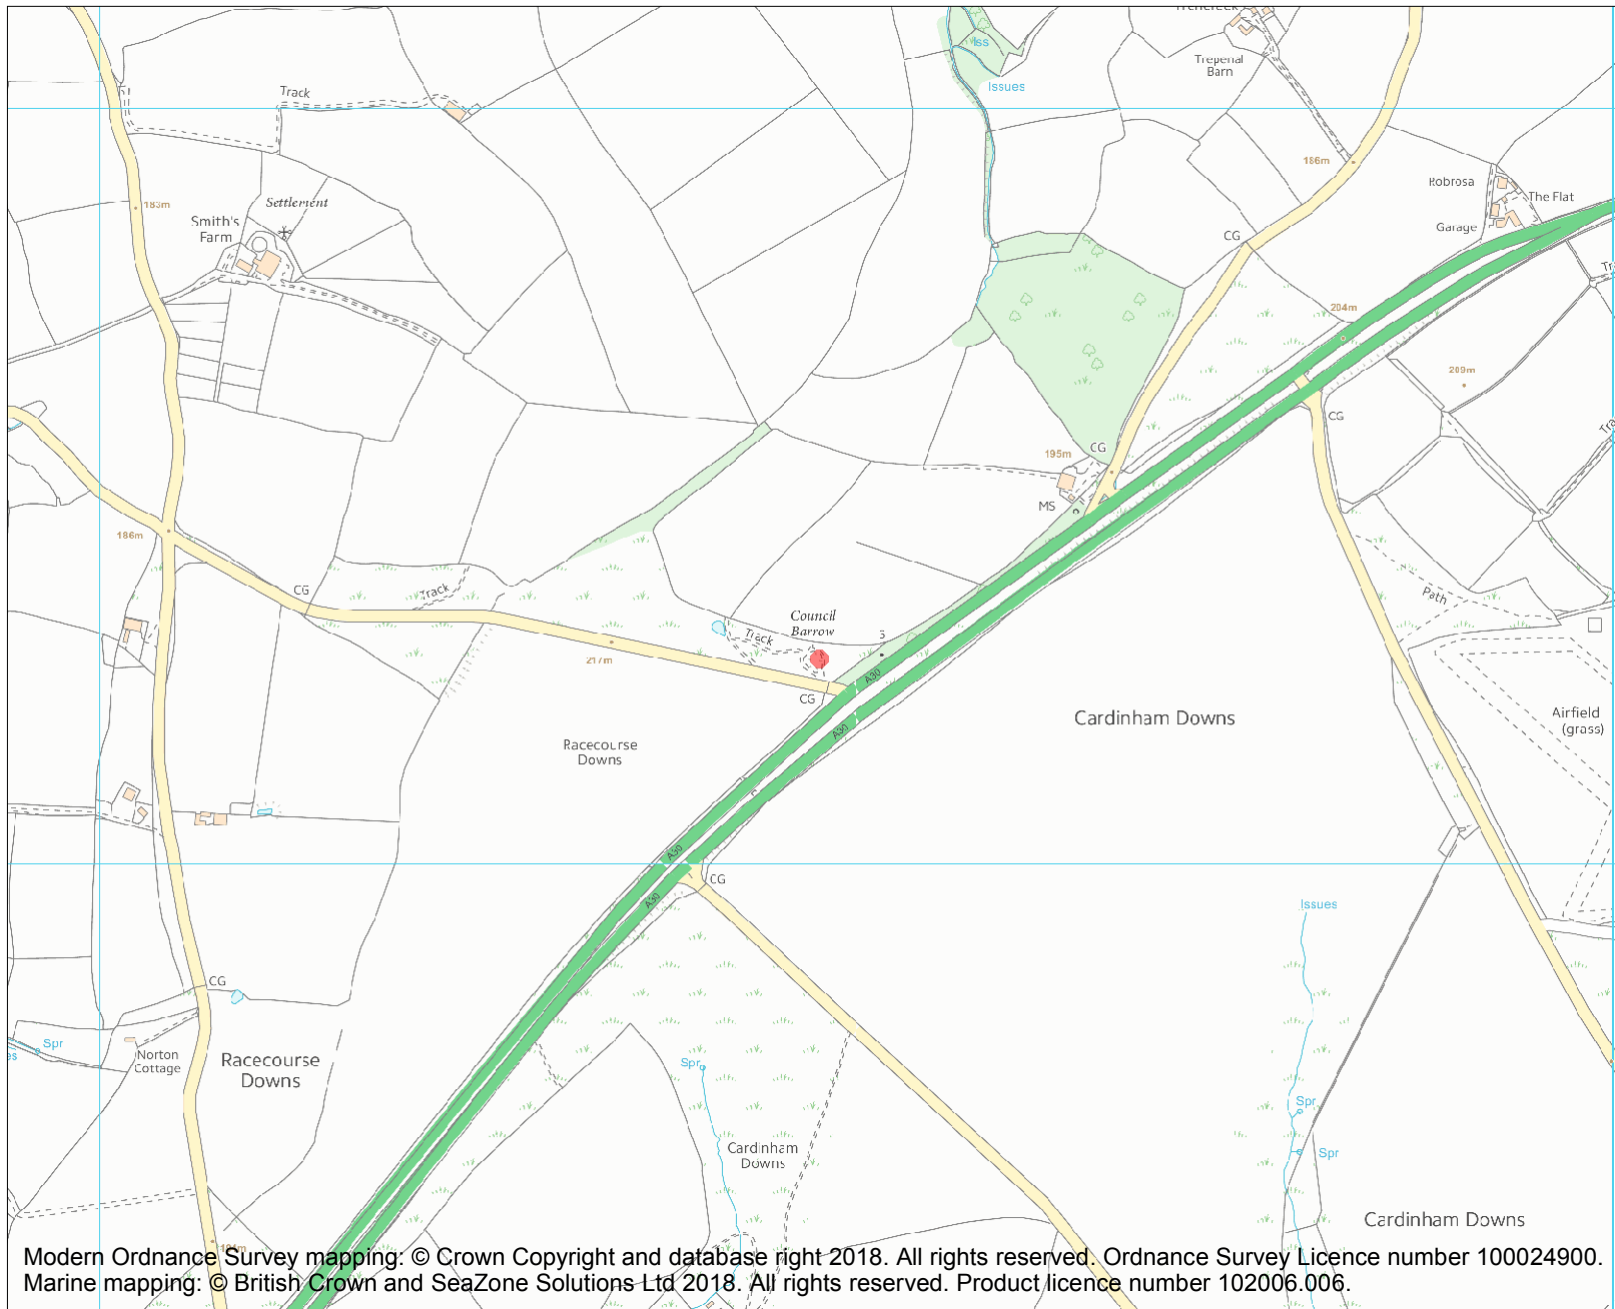 Iss
Issues
Trepenal
Barn
Track
186m
Robrosa
The Flat
Garage
183m
Settlement
Smith's
Farm
CG
204m
209m
CG
195m
CG
MS
186m
CG
Track
Path
Council
Barrow
Track
217m
CG
A30
A30
Cardinham Downs
Airfield
(grass)
Racecourse
Downs
A30
A30
CG
Issues
CG
Spr
Norton
Cottage
Racecourse
Downs
Spr
Spr
Spr
Cardinham
Downs
Cardinham Downs
Modern Ordnance Survey mapping: © Crown Copyright and database right 2018. All rights reserved. Ordnance Survey Licence number 100024900.
Marine mapping: © British Crown and SeaZone Solutions Ltd 2018. All rights reserved. Product licence number 102006.006.